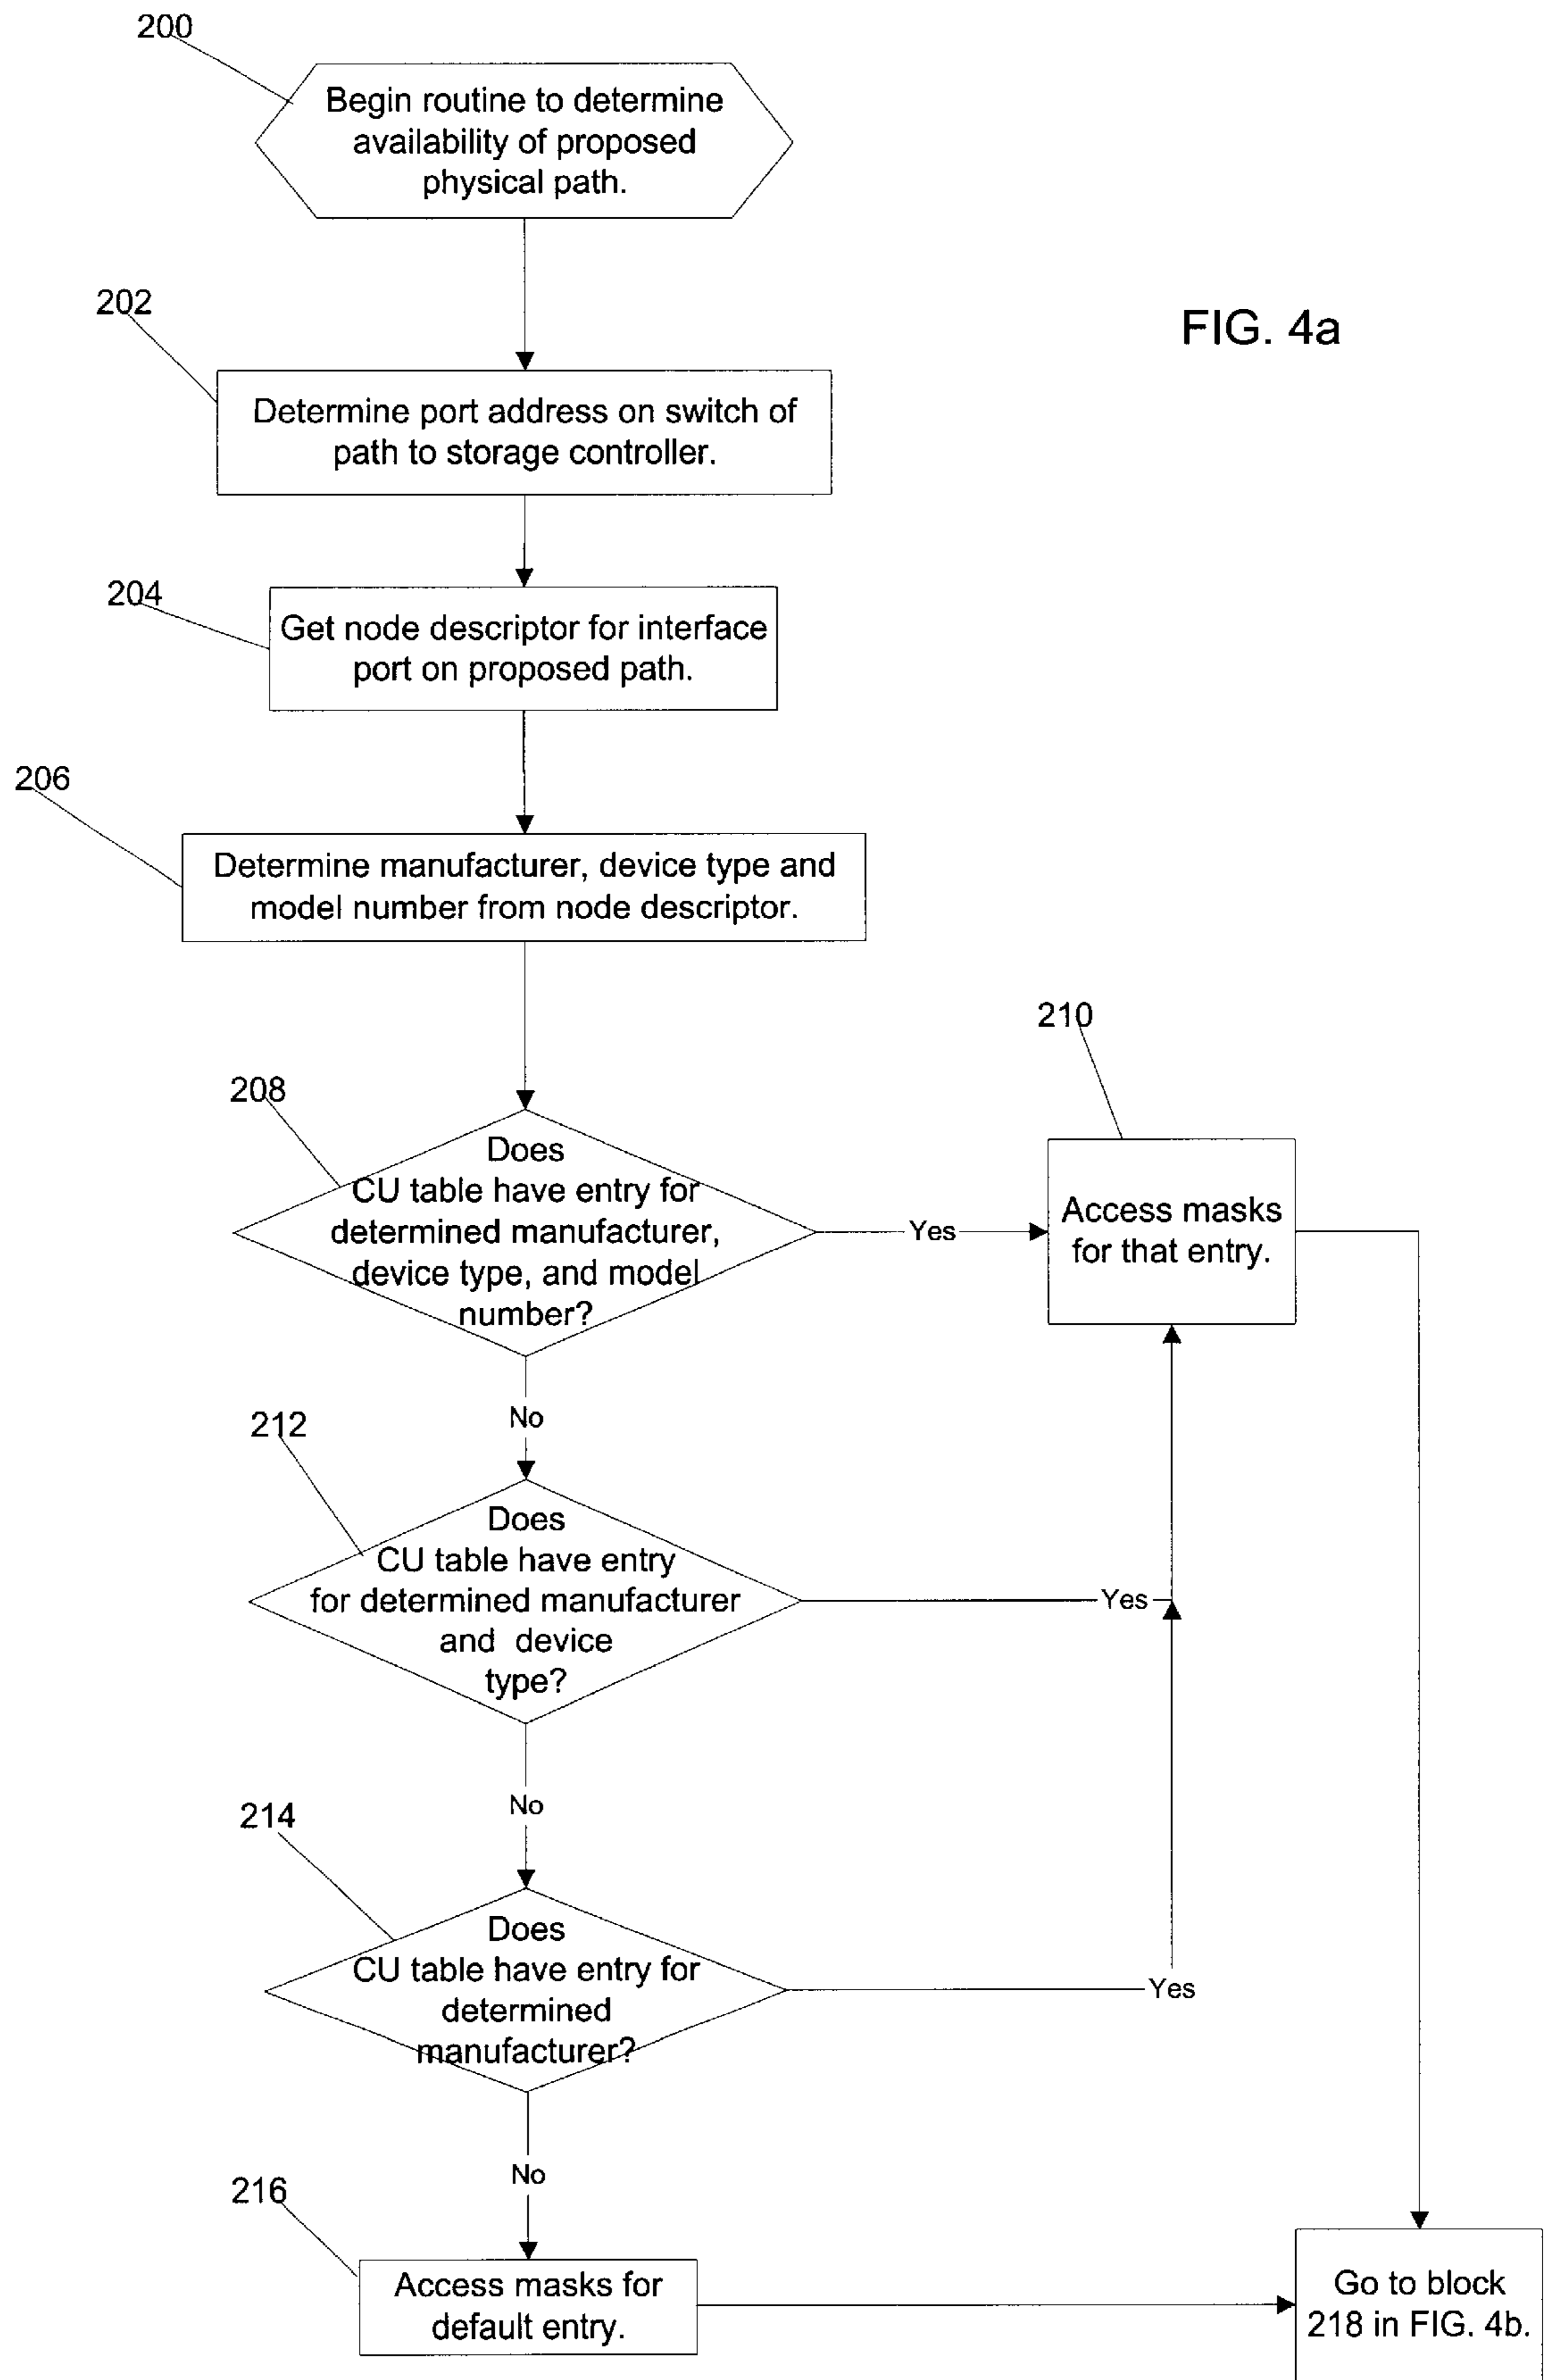 200
Begin routine to determine
availability of proposed
physical path.
FIG. 4a
202
Determine port address on switch of
path to storage controller.
204
Get node descriptor for interface
port on proposed path.
206
Determine manufacturer, device type and
model number from node descriptor.
208
Does
CU table have entry for
determined manufacturer,
device type, and model
number?
Yes
210
Access masks
for that entry.
No
212
Does
CU table have entry
for determined manufacturer
and device
type?
Yes
No
214
Does
CU table have entry for
determined
manufacturer?
Yes
No
216
Access masks for
default entry.
Go to block
218 in FIG. 4b.